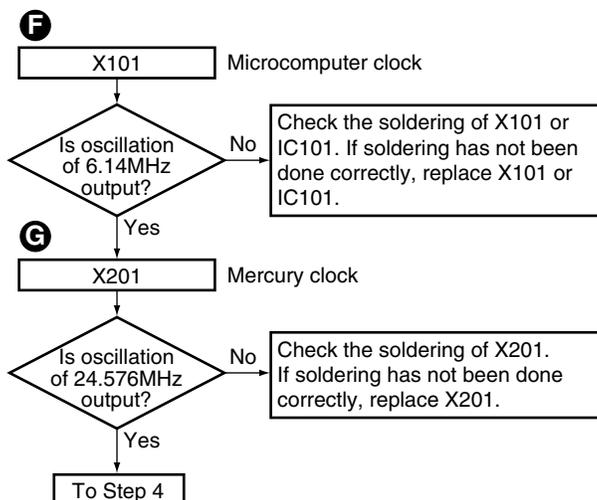 F
X101 Microcomputer clock
Is oscillation
of 6.14MHz
output?
No
Check the soldering of X101 or
IC101. If soldering has not been
done correctly, replace X101 or
IC101.
Yes
G
X201 Mercury clock
Is oscillation
of 24.576MHz
output?
No
Check the soldering of X201.
If soldering has not been done
correctly, replace X201.
Yes
To Step 4